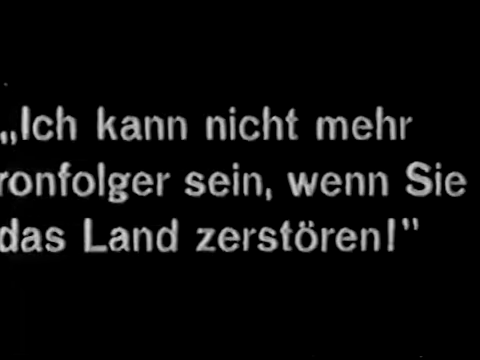 „Ich kann nicht mehr
ronfolger sein, wenn Sie
das Land zerstören!"